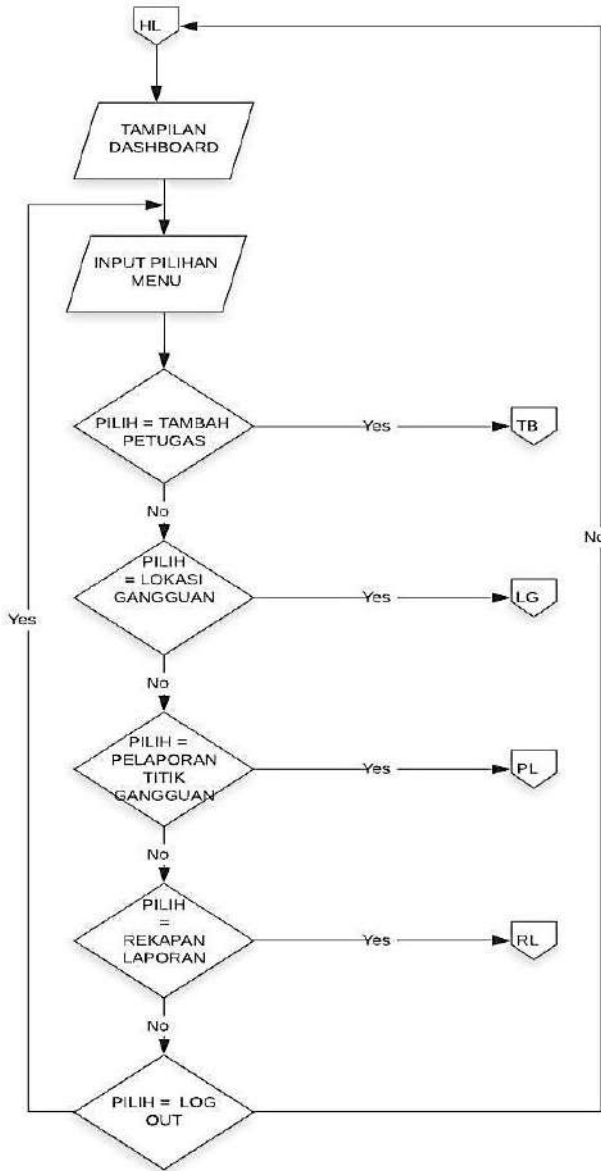 HL
TAMPILAN
DASHBOARD
INPUT PILIHAN
MENU
PILIH = TAMBAH
PETUGAS
Yes
TB
No
PILIH
= LOKASI
GANGGUAN
Yes
LG
No
No
Yes
PILIH =
PELAPORAN
TITIK
GANGGUAN
Yes
PL
No
PILIH
=
REKAPAN
LAPORAN
Yes
RL
No
PILIH = LOG
OUT